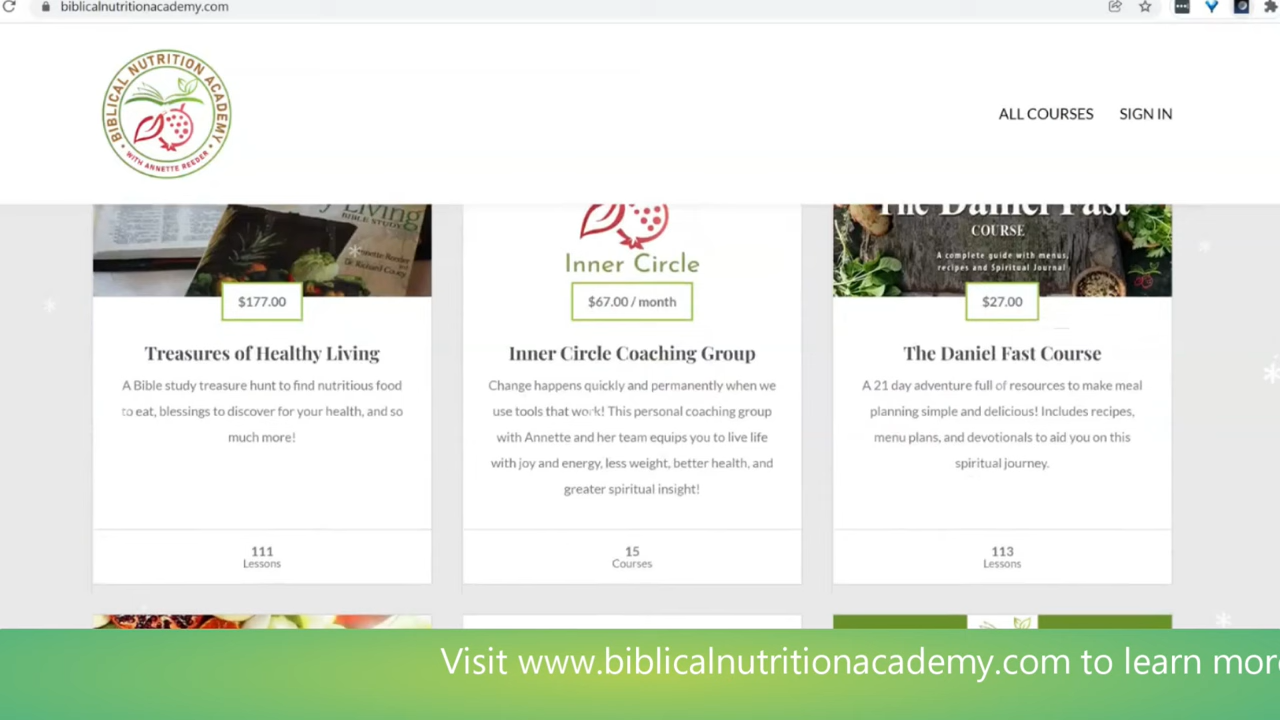 biblicalnutritionacademy.com
BIBLICAL NUTRITION ACADEMY
• WITH ANNETTE REEDER •
ALL COURSES
SIGN IN
Living
BIBLE STUDY
Annette Reeder
Dr. Richard Couey
Inner Circle
The Daniel Fast
COURSE
A complete guide with menus,
recipes and Spiritual Journal
$177.00
$67.00 / month
$27.00
Treasures of Healthy Living
A Bible study treasure hunt to find nutritious food
to eat, blessings to discover for your health, and so
much more!
111
Lessons
Inner Circle Coaching Group
Change happens quickly and permanently when we
use tools that work! This personal coaching group
with Annette and her team equips you to live life
with joy and energy, less weight, better health, and
greater spiritual insight!
15
Courses
The Daniel Fast Course
A 21 day adventure full of resources to make meal
planning simple and delicious! Includes recipes,
menu plans, and devotionals to aid you on this
spiritual journey.
113
Lessons
Visit www.biblicalnutritionacademy.com to learn more